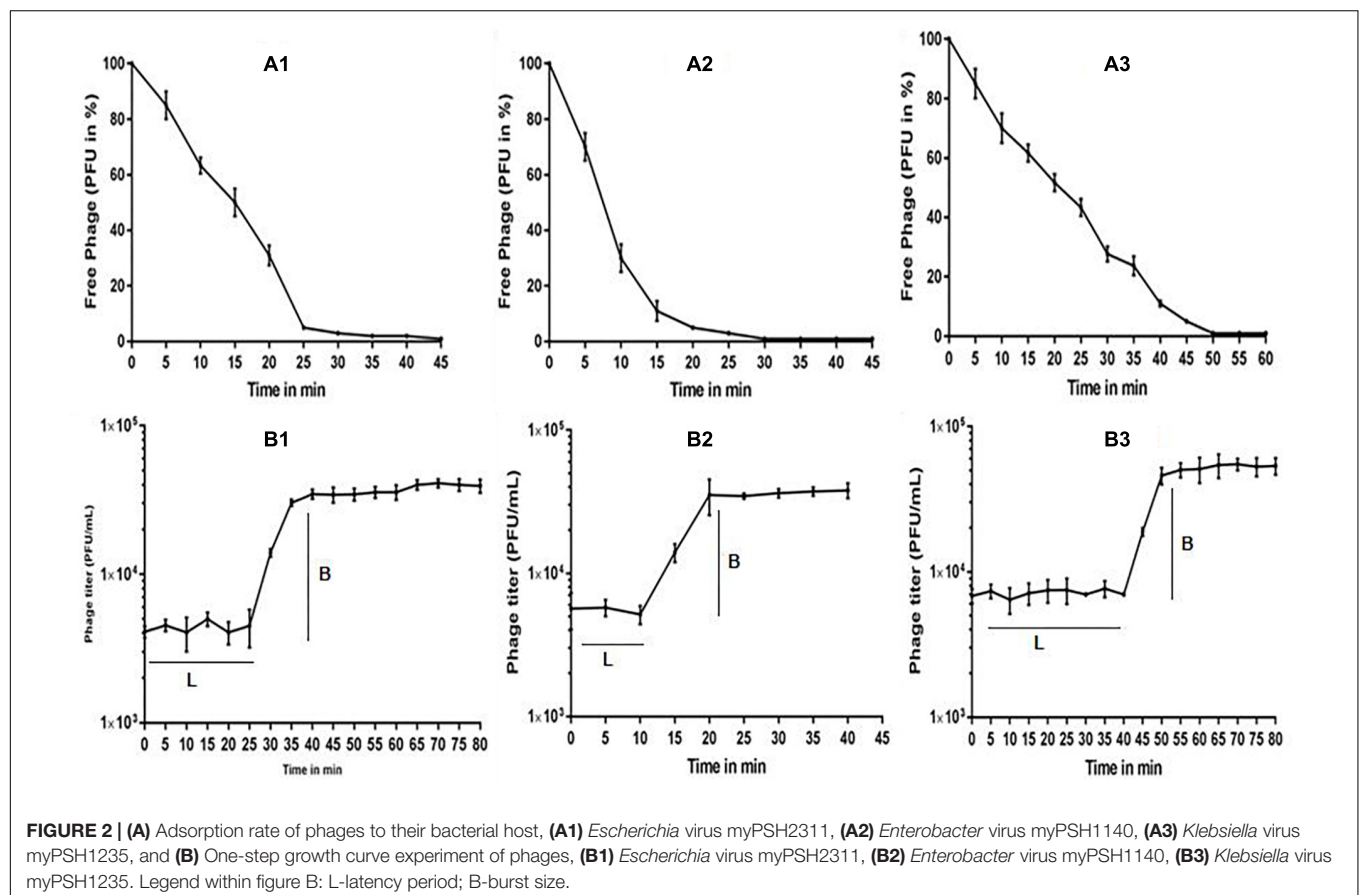 A1
100
80
60
40
20
0
Free Phage (PFU in %)
0 5 10 15 20 25 30 35 40 45
Time in min
A2
100
80
60
40
20
0
Free Phage (PFU in %)
0 5 10 15 20 25 30 35 40 45
Time in min
A3
100
80
60
40
20
0
Free Phage (PFU in %)
0 5 10 15 20 25 30 35 40 45 50 55 60
Time in min
B1
1×10⁵
1×10⁴
1×10³
Phage titer (PFU/mL)
B
L
0 5 10 15 20 25 30 35 40 45 50 55 60 65 70 75 80
Time in min
B2
1×10⁵
1×10⁴
1×10³
Phage titer (PFU/mL)
B
L
0 5 10 15 20 25 30 35 40 45
Time in min
B3
1×10⁵
1×10⁴
1×10³
Phage titer (PFU/mL)
B
L
0 5 10 15 20 25 30 35 40 45 50 55 60 65 70 75 80
Time in min
FIGURE 2 | (A) Adsorption rate of phages to their bacterial host, (A1) Escherichia virus myPSH2311, (A2) Enterobacter virus myPSH1140, (A3) Klebsiella virus
myPSH1235, and (B) One-step growth curve experiment of phages, (B1) Escherichia virus myPSH2311, (B2) Enterobacter virus myPSH1140, (B3) Klebsiella virus
myPSH1235. Legend within figure B: L-latency period; B-burst size.